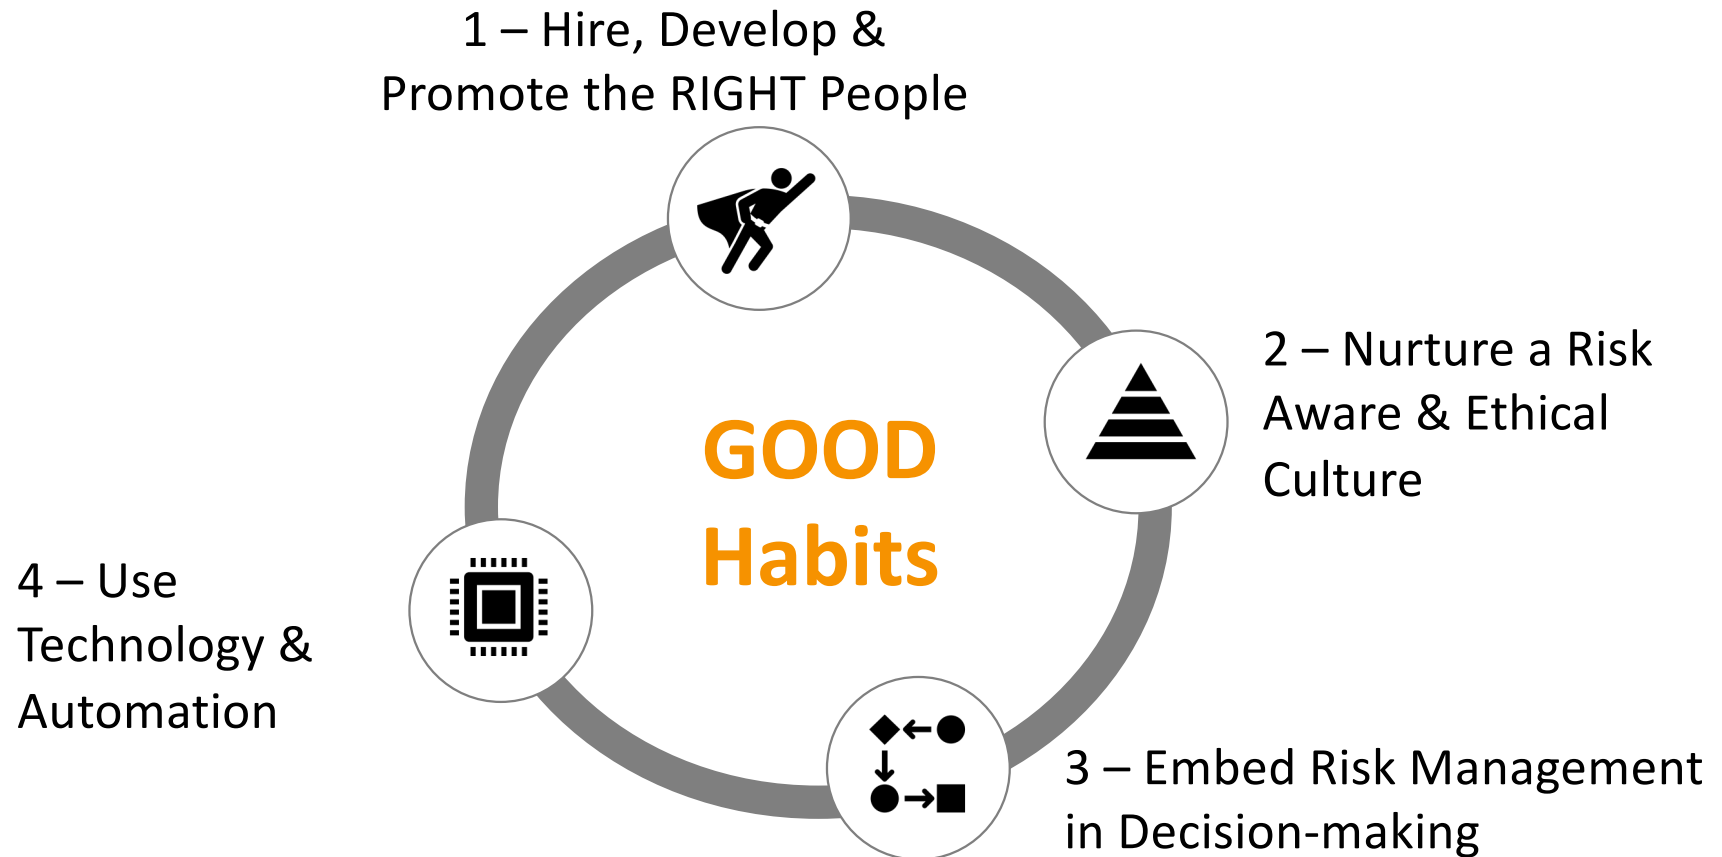 1 – Hire, Develop &
Promote the RIGHT People
2 – Nurture a Risk
Aware & Ethical
Culture
GOOD
Habits
4 – Use
Technology &
Automation
3 – Embed Risk Management
in Decision-making